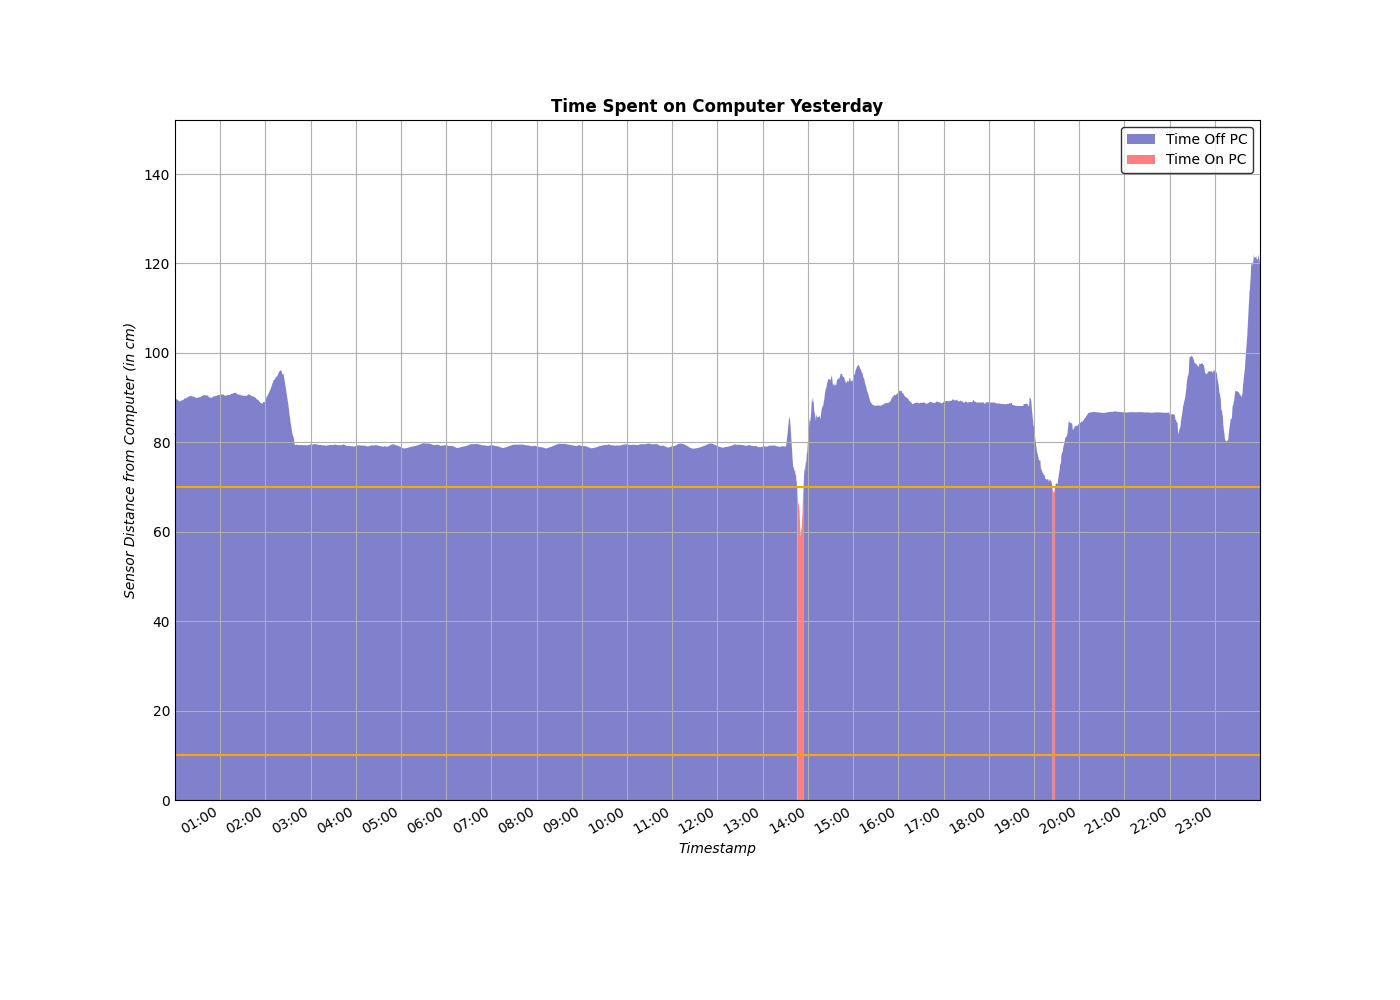 Time Spent on Computer Yesterday
Time Off PC
Time On PC
140
120
100
80
60
40
20
0
Sensor Distance from Computer (in cm)
01:00 02:00 03:00 04:00 05:00 06:00 07:00 08:00 09:00 10:00 11:00 12:00 13:00 14:00 15:00 16:00 17:00 18:00 19:00 20:00 21:00 22:00 23:00
Timestamp